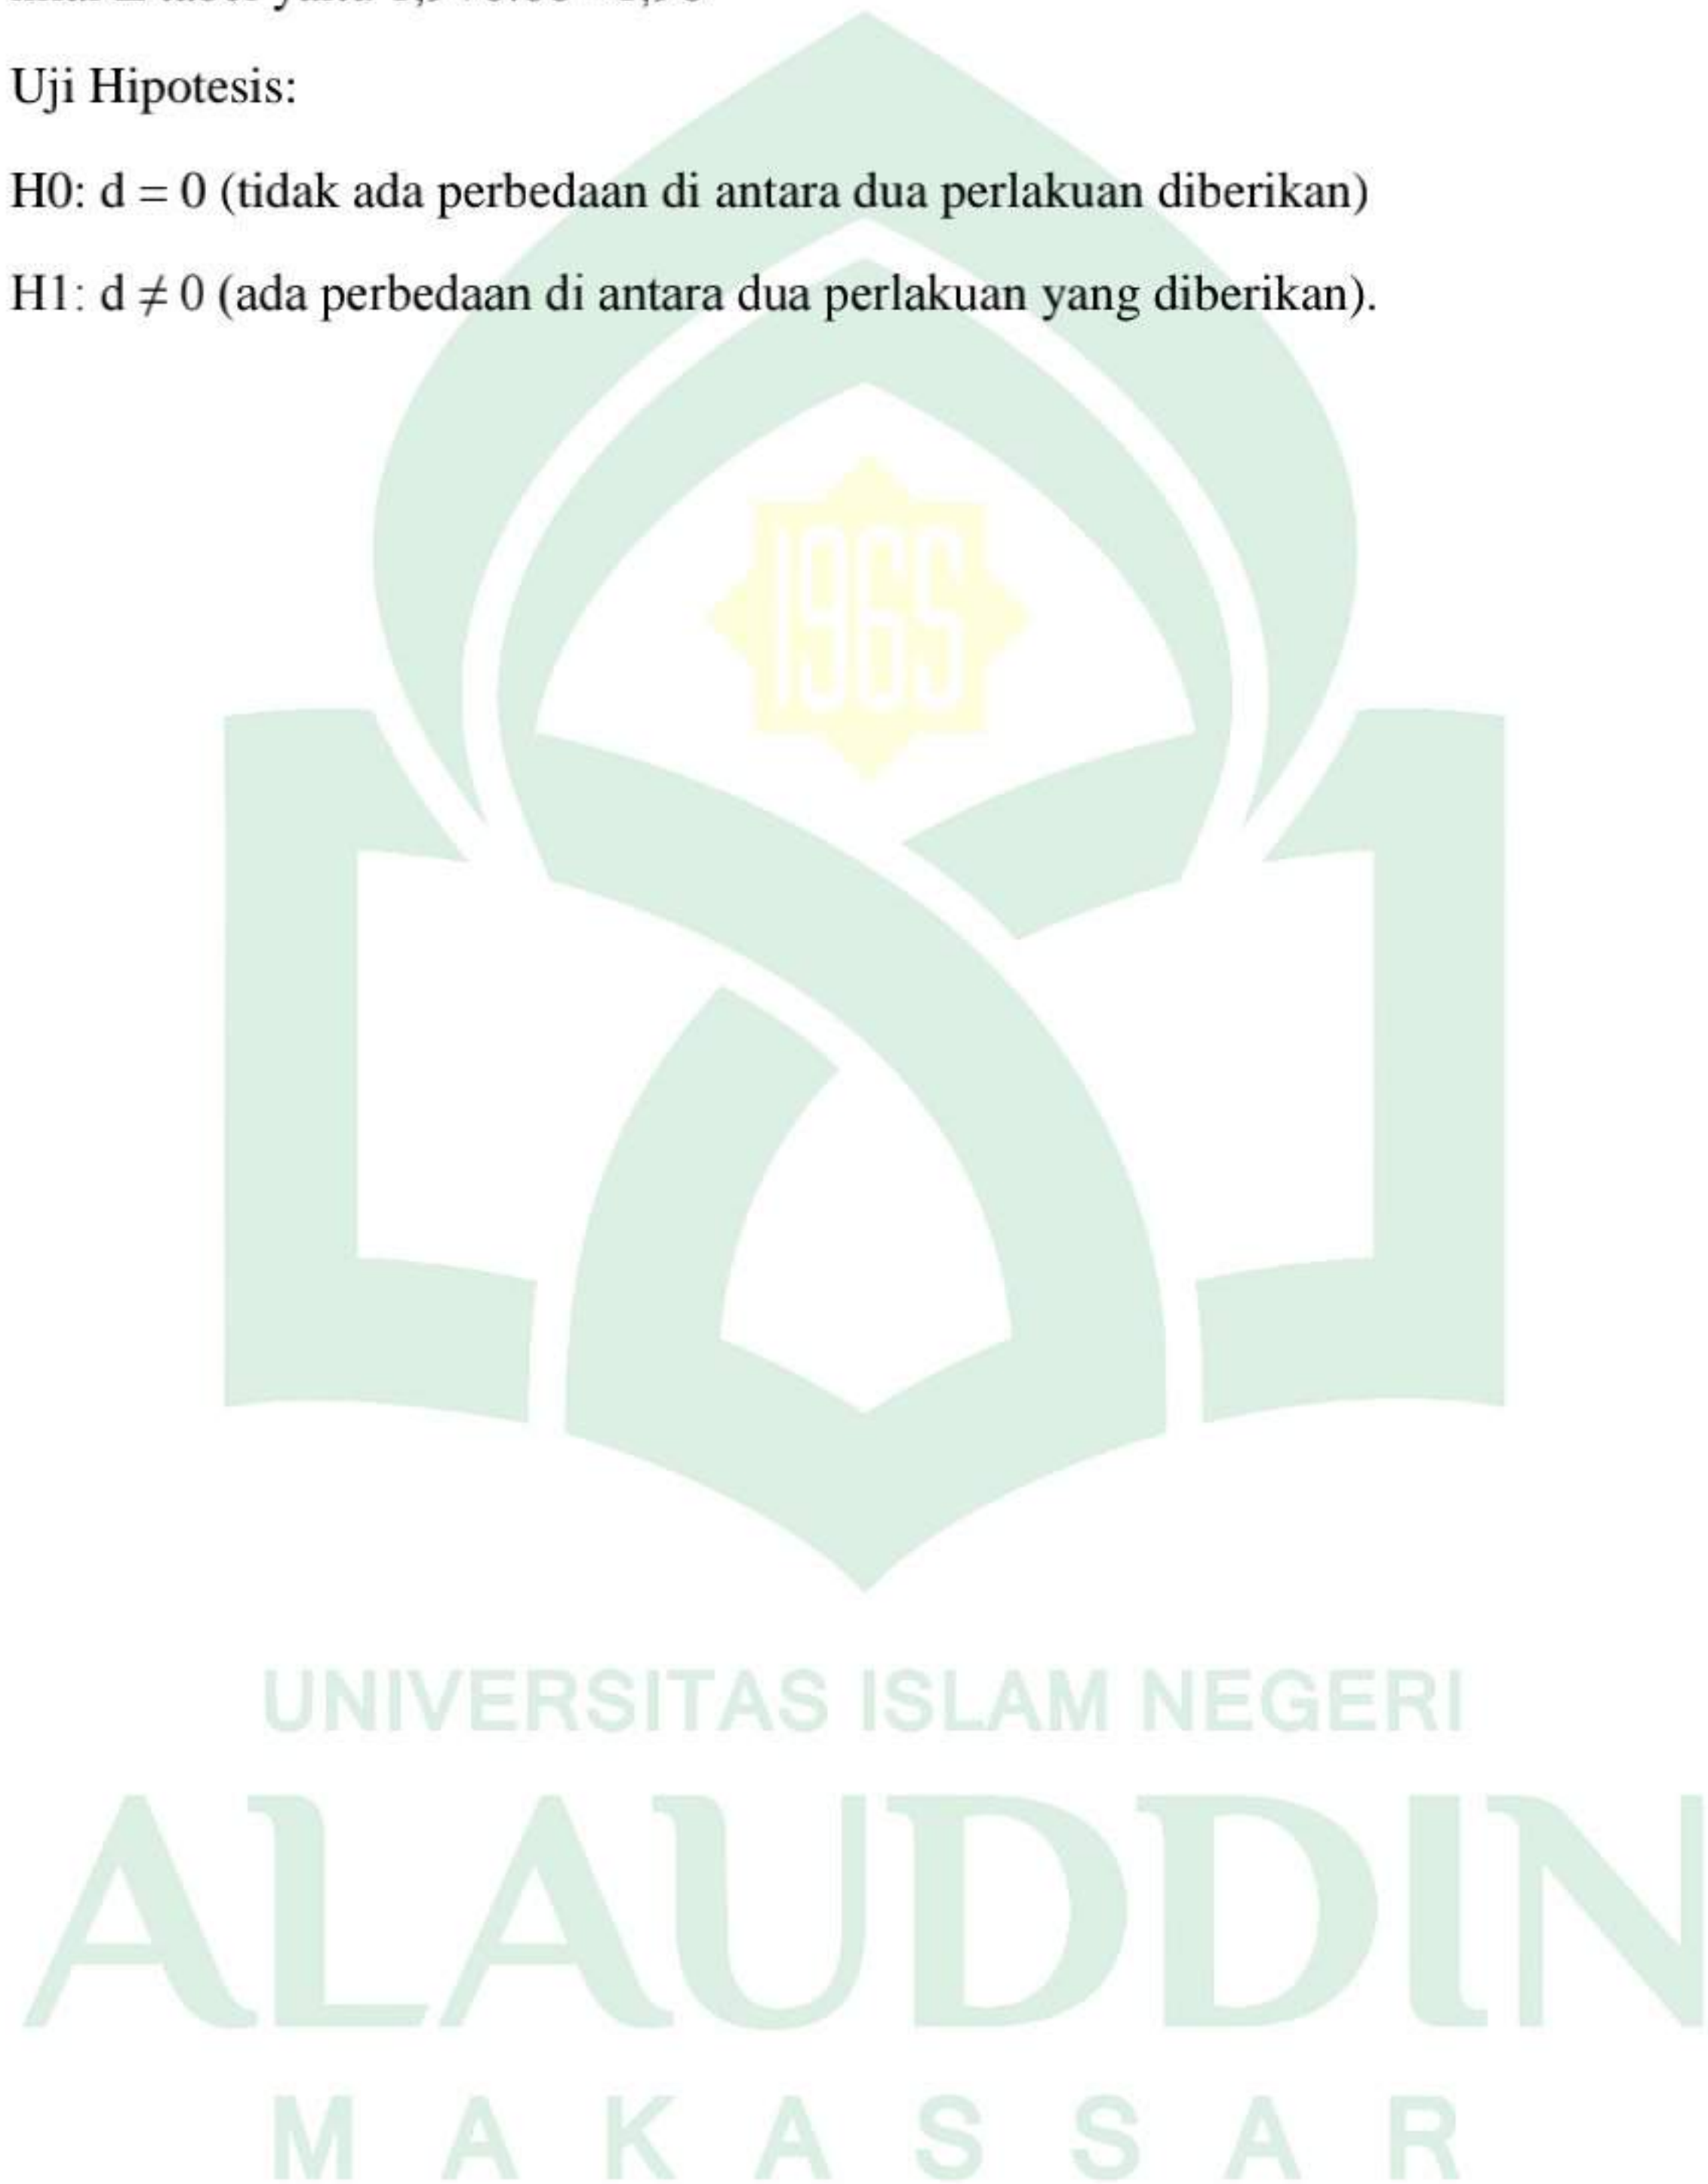 Uji Hipotesis:
H0: d = 0 (tidak ada perbedaan di antara dua perlakuan diberikan)
H1: d ≠ 0 (ada perbedaan di antara dua perlakuan yang diberikan).
1965
UNIVERSITAS ISLAM NEGERI
ALAUDDIN
MAKASSAR